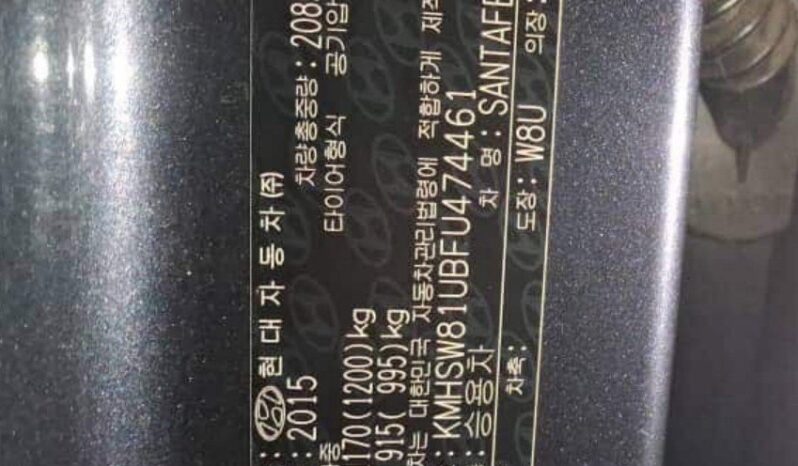 : 현대자동차㈜
: 2015 차량총중량: 208
170(1200)kg 타이어형식 공기압
915( 995)kg
차는 대한민국 자동차관리법령에 적합하게 제
: KMHSW81UBFU474461
: 승용차 차 명: SANTAFE
차축: 도장: W8U 의장: